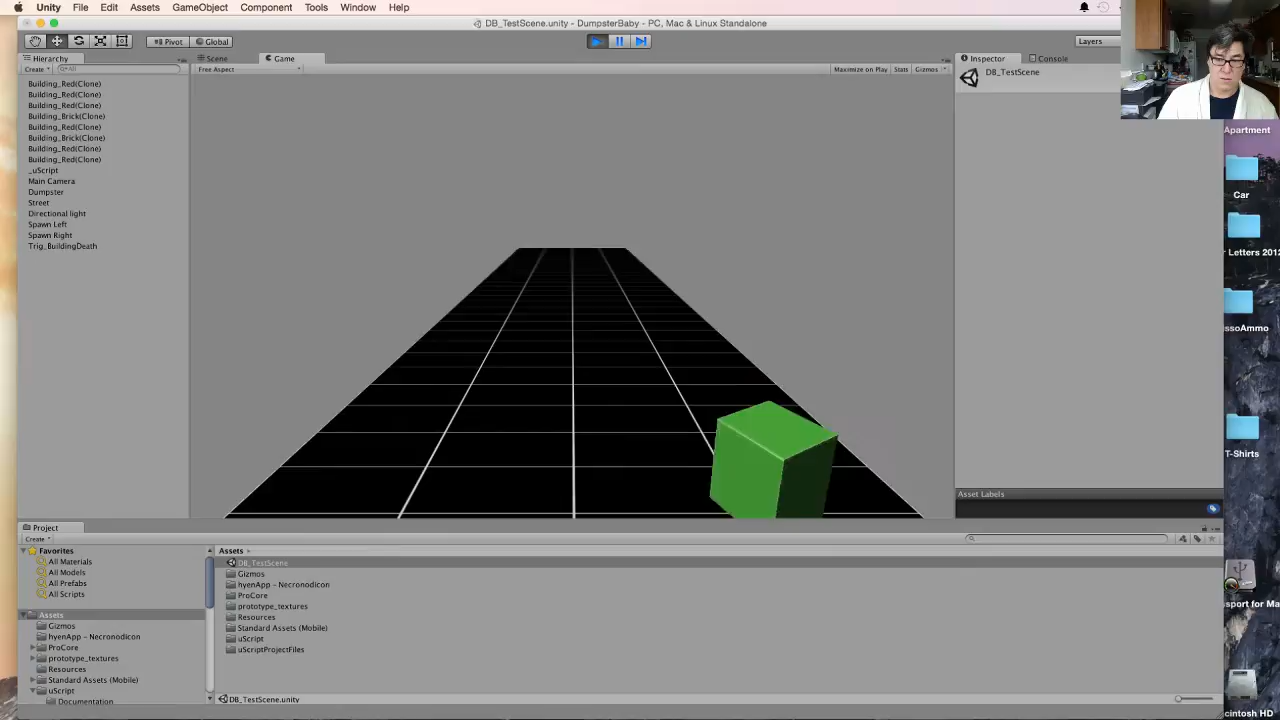 Unity File Edit Assets GameObject Component Tools Window Help
DB_TestScene.unity - DumpsterBaby - PC, Mac & Linux Standalone
Pivot Global Layers
Hierarchy Scene Game Inspector Console
Create All Free Aspect Maximize on Play Stats Gizmos DB_TestScene
Building_Red(Clone)
Building_Red(Clone)
Building_Red(Clone)
Building_Brick(Clone)
Building_Red(Clone)
Building_Brick(Clone)
Building_Red(Clone)
Building_Red(Clone)
_uScript
Main Camera
Dumpster
Street
Directional light
Spawn Left
Spawn Right
Trig_BuildingDeath
Apartment
Car
r Letters 2012
ssoAmmo
T-Shirts
Asset Labels
Project
Create
Favorites
All Materials
All Models
All Prefabs
All Scripts
Assets
Gizmos
hyenApp - Necronodicon
ProCore
prototype_textures
Resources
Standard Assets (Mobile)
uScript
Documentation
Assets
DB_TestScene
Gizmos
hyenApp - Necronodicon
ProCore
prototype_textures
Resources
Standard Assets (Mobile)
uScript
uScriptProjectFiles
DB_TestScene.unity
sport for Ma
cintosh HD